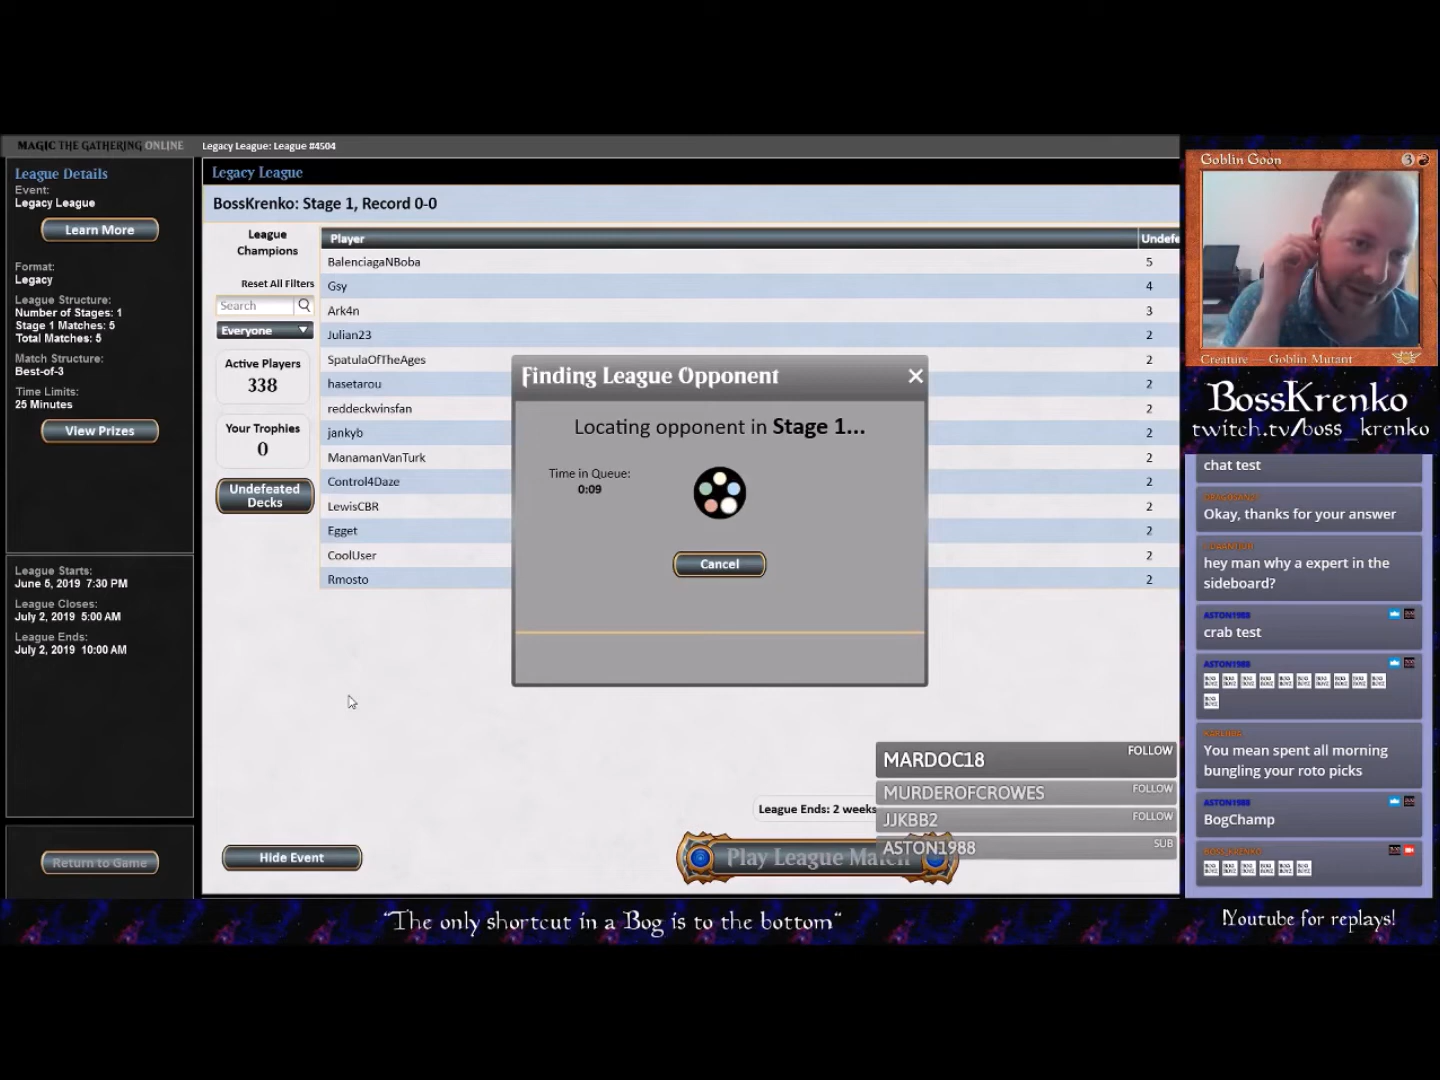 MAGIC THE GATHERING ONLINE
Legacy League: League #4504
League Details
Event:
Legacy League
Learn More
Format:
Legacy
League Structure:
Number of Stages: 1
Stage 1 Matches: 5
Total Matches: 5
Match Structure:
Best-of-3
Time Limits:
25 Minutes
View Prizes
League Starts:
June 5, 2019 7:30 PM
League Closes:
July 2, 2019 5:00 AM
League Ends:
July 2, 2019 10:00 AM
Return to Game
Legacy League
BossKrenko: Stage 1, Record 0-0
League
Champions
Reset All Filters
Search
Everyone
Active Players
338
Your Trophies
0
Undefeated
Decks
Player Undefe
BalenciagaNBoba 5
Gsy 4
Ark4n 3
Julian23 2
SpatulaOfTheAges 2
hasetarou 2
reddeckwinsfan 2
jankyb 2
ManamanVanTurk 2
Control4Daze 2
LewisCBR 2
Egget 2
CoolUser 2
Rmosto 2
Finding League Opponent
Locating opponent in Stage 1...
Time in Queue:
0:09
Cancel
League Ends: 2 weeks
Hide Event
Play League Match
MARDOC18 FOLLOW
MURDEROFCROWES FOLLOW
JJKBB2 FOLLOW
ASTON1988 SUB
Goblin Goon 3
Creature — Goblin Mutant
BossKrenko
twitch.tv/boss_krenko
chat test
Okay, thanks for your answer
hey man why a expert in the
sideboard?
ASTON1988
crab test
ASTON1988
You mean spent all morning
bungling your roto picks
ASTON1988
BogChamp
BOSS_KRENKO
"The only shortcut in a Bog is to the bottom"
Youtube for replays!